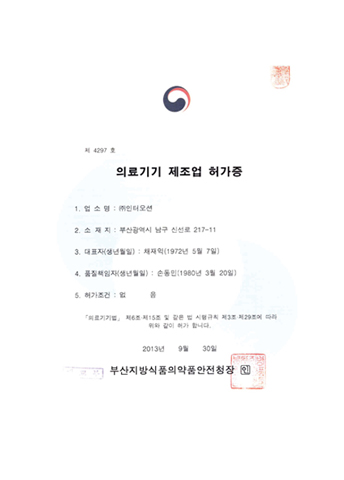 제 4297 호
의료기기 제조업 허가증
1. 업 소 명 : ㈜인터모션
2. 소 재 지 : 부산광역시 남구 신선로 217-11
3. 대표자(생년월일) : 채재익(1972년 5월 7일)
4. 품질책임자(생년월일) : 손동민(1980년 3월 20일)
5. 허가조건 : 없 음
「의료기기법」 제6조·제15조 및 같은 법 시행규칙 제3조·제29조에 따라
위와 같이 허가 합니다.
2013년 9월 30일
부산지방식품의약품안전청장 인